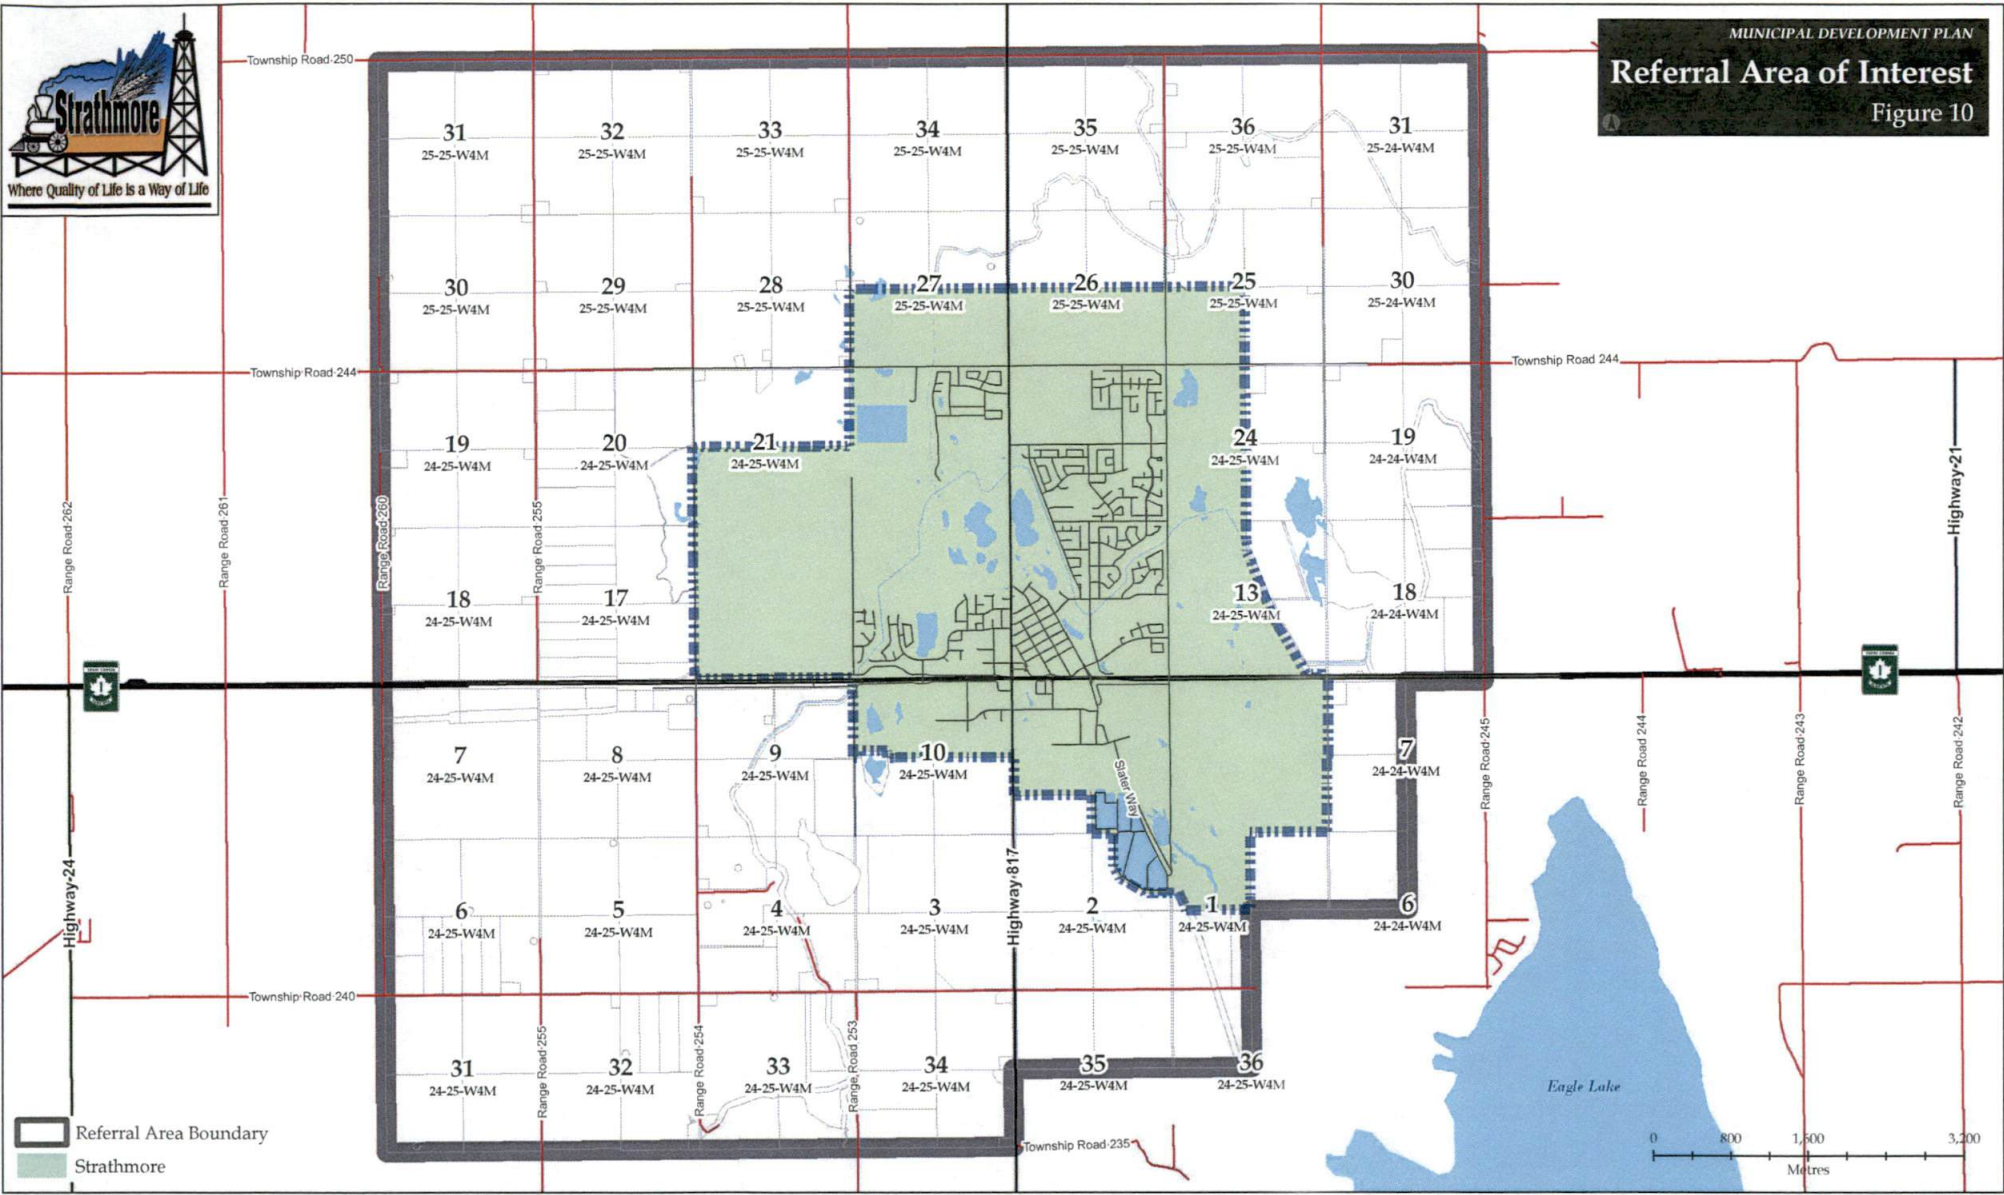 Strathmore
Where Quality of Life is a Way of Life
MUNICIPAL DEVELOPMENT PLAN
Referral Area of Interest
Figure 10
Township Road 250
31 32 33 34 35 36 31
25-25-W4M 25-25-W4M 25-25-W4M 25-25-W4M 25-25-W4M 25-25-W4M 25-24-W4M
30 29 28 27 26 25 30
25-25-W4M 25-25-W4M 25-25-W4M 25-25-W4M 25-25-W4M 25-25-W4M 25-24-W4M
Township Road 244
Township Road 244
19 20 21 24 19
24-25-W4M 24-25-W4M 24-25-W4M 24-25-W4M 24-24-W4M
Range Road 262
Range Road 261
Range Road 260
Range Road 255
Highway 21
18 17 13 18
24-25-W4M 24-25-W4M 24-25-W4M 24-24-W4M
1
1
7 8 9 10 7
24-25-W4M 24-25-W4M 24-25-W4M 24-25-W4M 24-24-W4M
Slater Way
Range Road 245
Range Road 244
Range Road 243
Range Road 242
Highway 24
Highway 817
6 5 4 3 2 1 6
24-25-W4M 24-25-W4M 24-25-W4M 24-25-W4M 24-25-W4M 24-25-W4M 24-24-W4M
Township Road 240
31 32 33 34 35 36
24-25-W4M 24-25-W4M 24-25-W4M 24-25-W4M 24-25-W4M 24-25-W4M
Range Road 255
Range Road 254
Range Road 253
Eagle Lake
Township Road 235
Referral Area Boundary
Strathmore
0 800 1,600 3,200
Metres